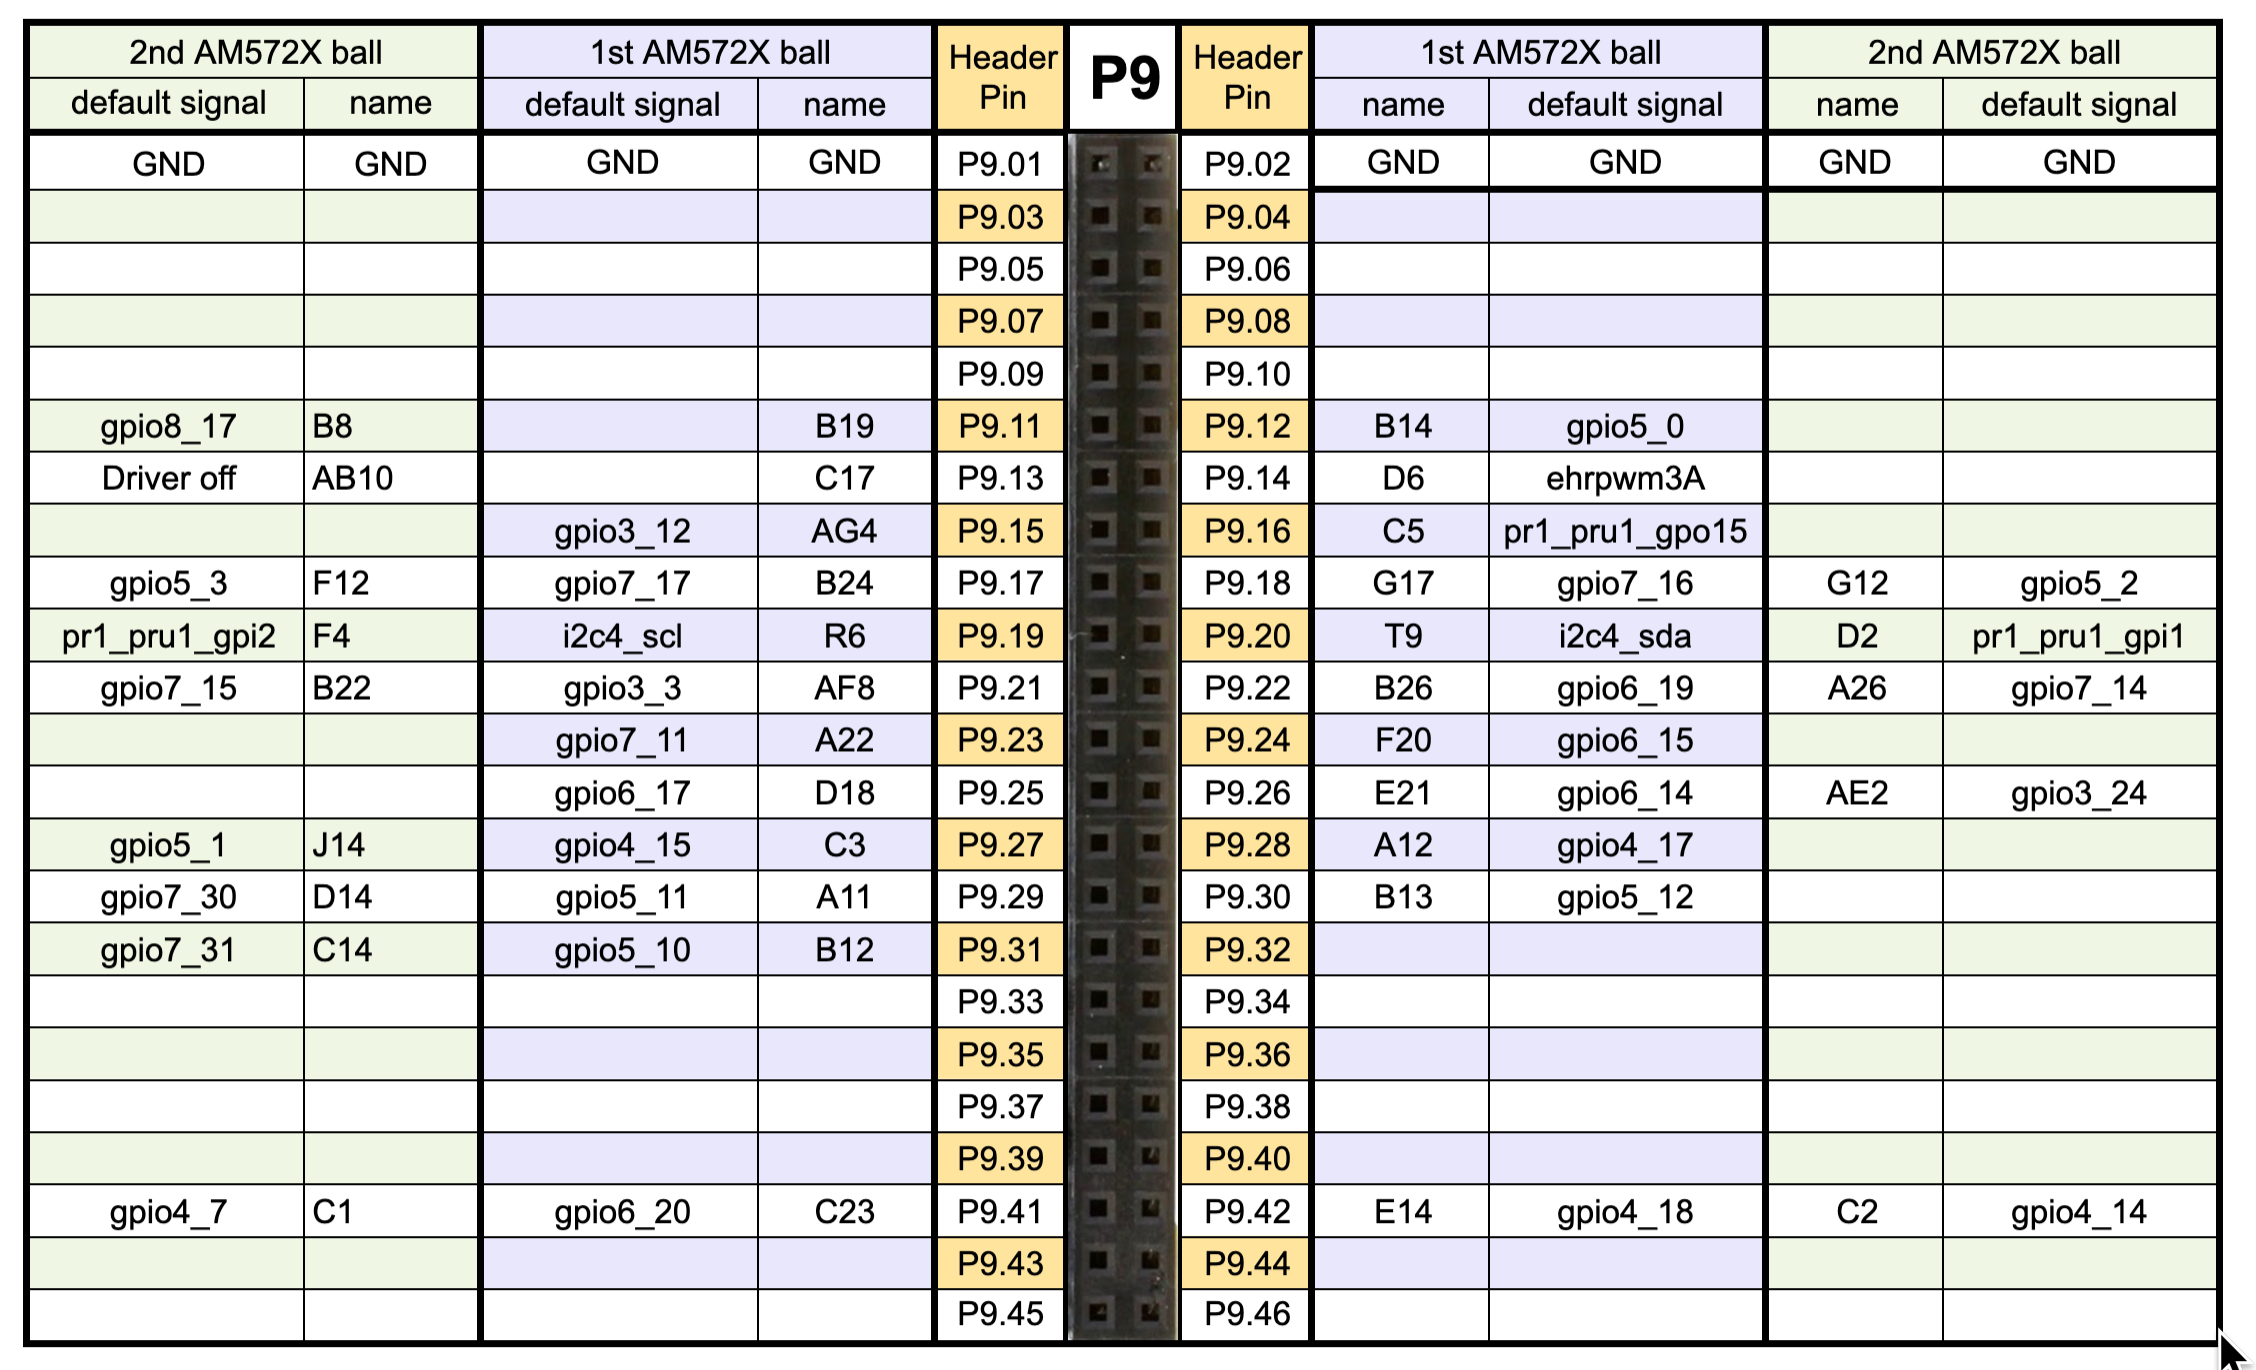 2nd AM572X ball 1st AM572X ball Header Pin P9 Header Pin 1st AM572X ball 2nd AM572X ball
default signal name default signal name name default signal name default signal
GND GND GND GND P9.01 P9.02 GND GND GND GND
P9.03 P9.04
P9.05 P9.06
P9.07 P9.08
P9.09 P9.10
gpio8_17 B8 B19 P9.11 P9.12 B14 gpio5_0
Driver off AB10 C17 P9.13 P9.14 D6 ehrpwm3A
gpio3_12 AG4 P9.15 P9.16 C5 pr1_pru1_gpo15
gpio5_3 F12 gpio7_17 B24 P9.17 P9.18 G17 gpio7_16 G12 gpio5_2
pr1_pru1_gpi2 F4 i2c4_scl R6 P9.19 P9.20 T9 i2c4_sda D2 pr1_pru1_gpi1
gpio7_15 B22 gpio3_3 AF8 P9.21 P9.22 B26 gpio6_19 A26 gpio7_14
gpio7_11 A22 P9.23 P9.24 F20 gpio6_15
gpio6_17 D18 P9.25 P9.26 E21 gpio6_14 AE2 gpio3_24
gpio5_1 J14 gpio4_15 C3 P9.27 P9.28 A12 gpio4_17
gpio7_30 D14 gpio5_11 A11 P9.29 P9.30 B13 gpio5_12
gpio7_31 C14 gpio5_10 B12 P9.31 P9.32
P9.33 P9.34
P9.35 P9.36
P9.37 P9.38
P9.39 P9.40
gpio4_7 C1 gpio6_20 C23 P9.41 P9.42 E14 gpio4_18 C2 gpio4_14
P9.43 P9.44
P9.45 P9.46